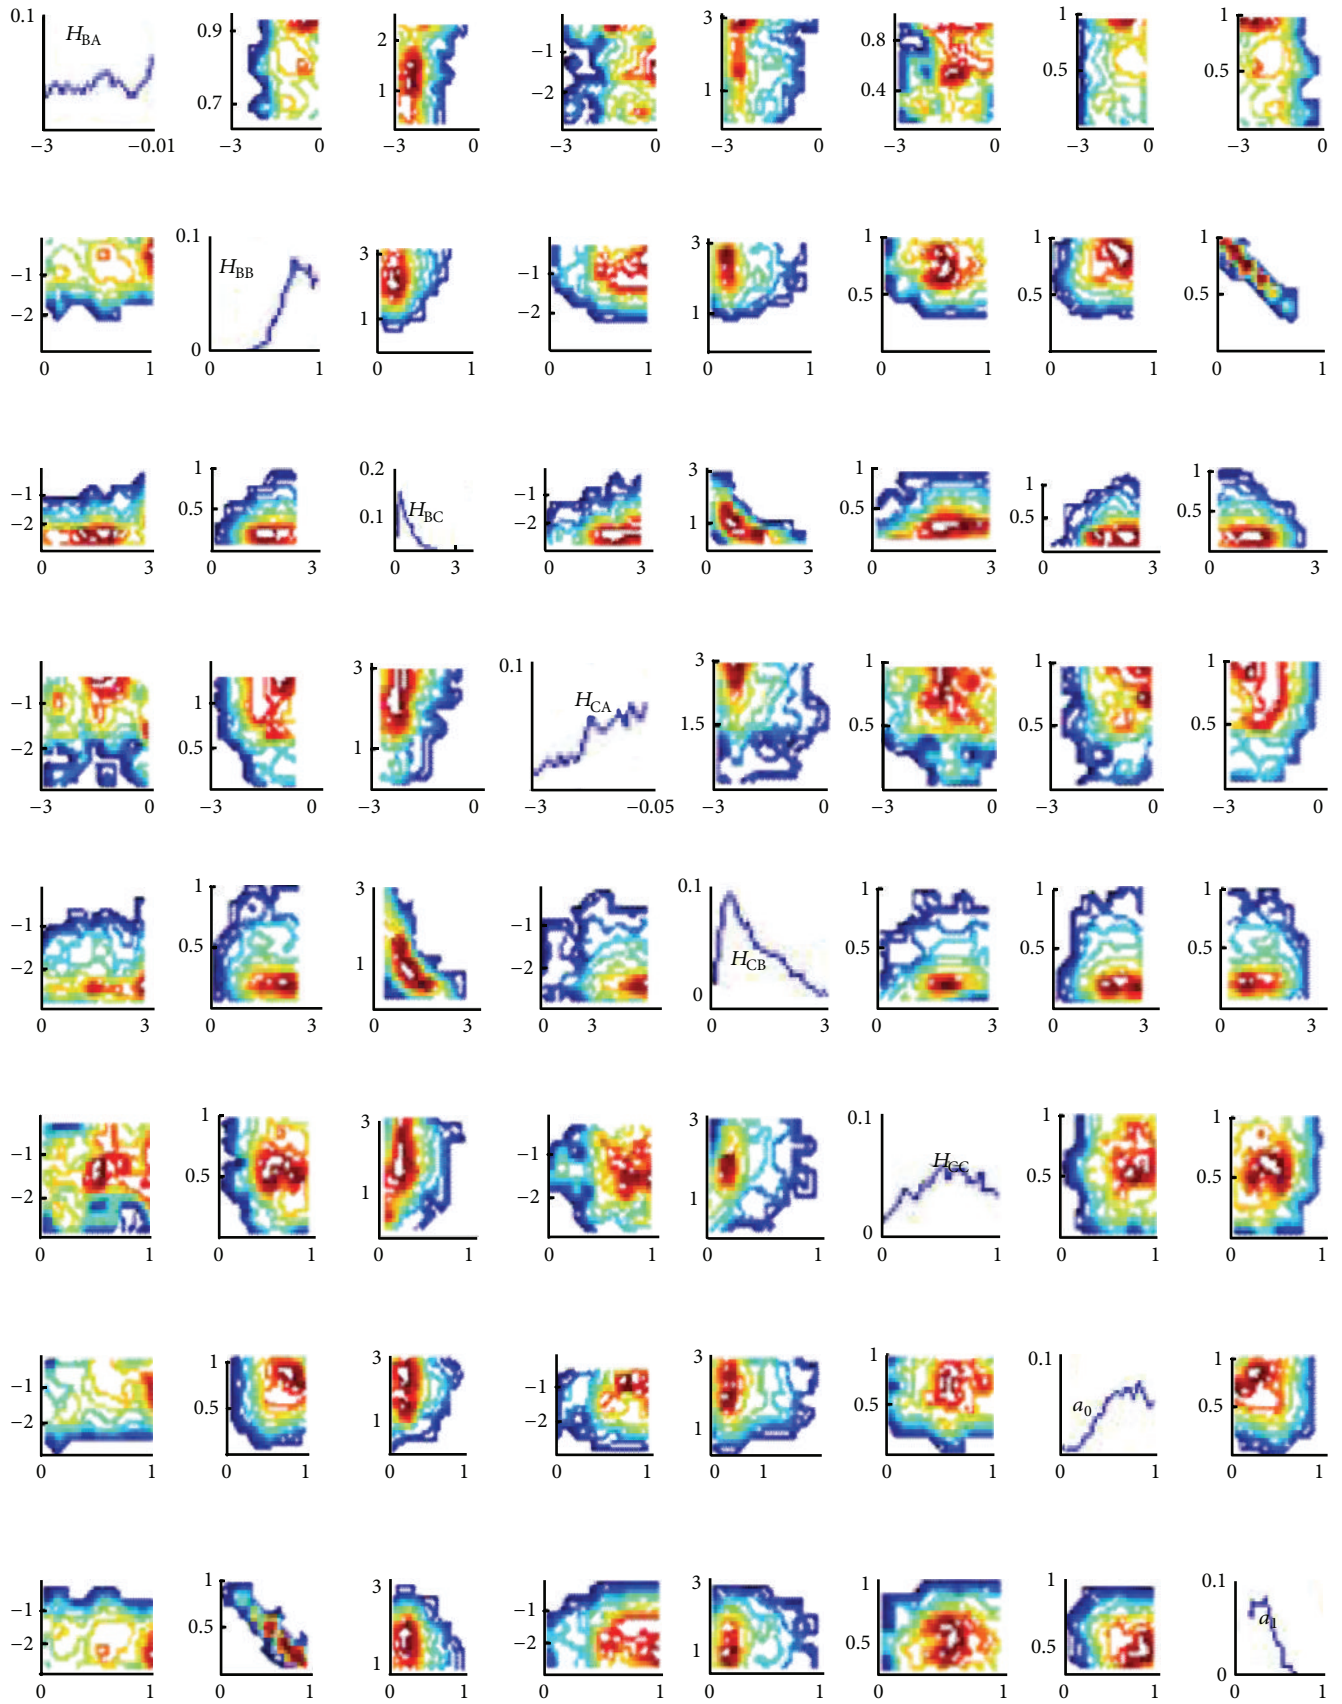 0.1 0.9 2 −1 3 0.8 1 1
H_BA
0.5 0.5
0.7 1 −2 1 0.4
−3 −0.01 −3 0 −3 0 −3 0 −3 0 −3 0 −3 0 −3 0
0.1 3 3 1 1 1
−1 H_BB −1 0.5 0.5 0.5
−2 0 1 −2 1
0 1 0 1 0 1 0 1 0 1 0 1 0 1 0 1
1 0.2 3 1 1 1
−1 0.5 0.1 H_BC −1 1 0.5 0.5 0.5
−2 −2
0 3 0 3 0 3 0 3 0 3 0 3 0 3 0 3
1 3 0.1 3 1 1 1
−1 H_CA
−2 0.5 1 1.5 0.5 0.5 0.5
−3 0 −3 0 −3 0 −3 −0.05 −3 0 −3 0 −3 0 −3 0
1 3 0.1 1 1 1
−1 0.5 1 −1 H_CB 0.5 0.5 0.5
−2 −2 0
0 3 0 3 0 3 0 3 0 3 0 3 0 3 0 3
1 3 3 0.1 1 1
−1 0.5 −1 H_CC 0.5 0.5
−2 1 −2 1 0
0 1 0 1 0 1 0 1 0 1 0 1 0 1 0 1
1 3 3 1 0.1 1
−1 0.5 −1 0.5 a_0 0.5
−2 1 −2 1 0
0 1 0 1 0 1 0 1 0 1 0 1 0 1 0 1
1 3 3 1 1 0.1
−1 0.5 −1 0.5 0.5 a_1
−2 1 −2 1 0
0 1 0 1 0 1 0 1 0 1 0 1 0 1 0 1